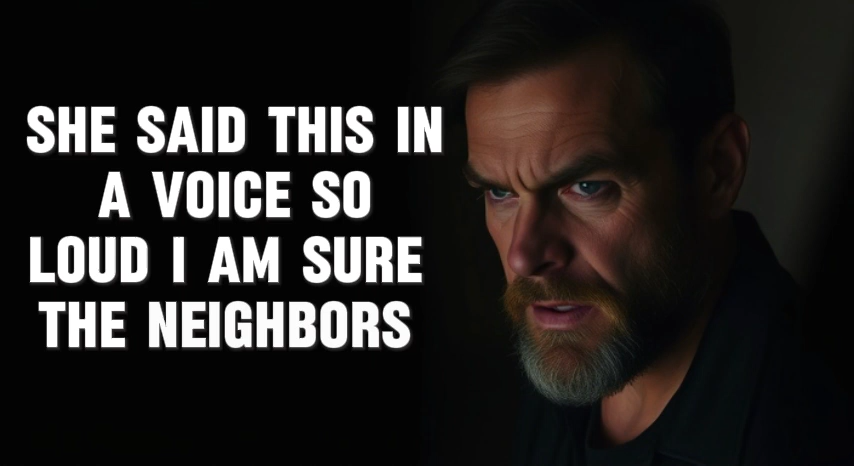 SHE SAID THIS IN
A VOICE SO
LOUD I AM SURE
THE NEIGHBORS